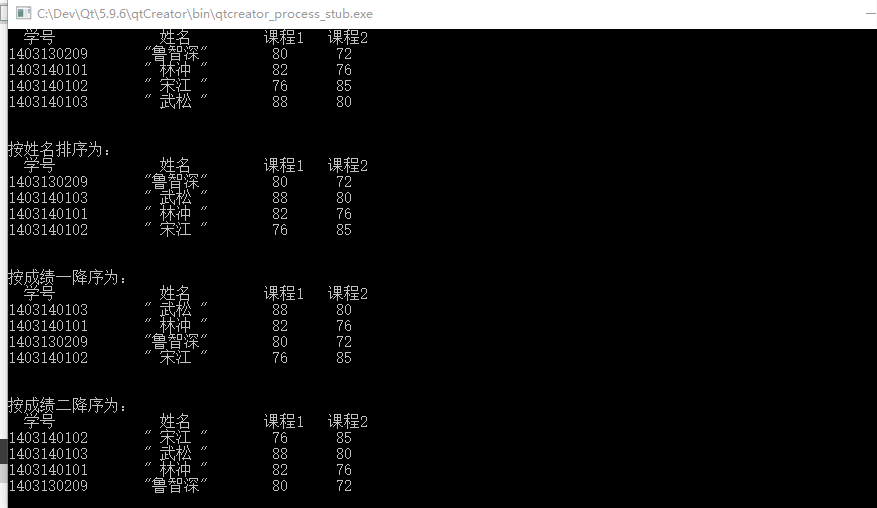 C:\Dev\Qt\5.9.6\qtCreator\bin\qtcreator_process_stub.exe
学号 姓名 课程1 课程2
1403130209 "鲁智深" 80 72
1403140101 " 林冲 " 82 76
1403140102 " 宋江 " 76 85
1403140103 " 武松 " 88 80
按姓名排序为:
学号 姓名 课程1 课程2
1403130209 "鲁智深" 80 72
1403140103 " 武松 " 88 80
1403140101 " 林冲 " 82 76
1403140102 " 宋江 " 76 85
按成绩一降序为:
学号 姓名 课程1 课程2
1403140103 " 武松 " 88 80
1403140101 " 林冲 " 82 76
1403130209 "鲁智深" 80 72
1403140102 " 宋江 " 76 85
按成绩二降序为:
学号 姓名 课程1 课程2
1403140102 " 宋江 " 76 85
1403140103 " 武松 " 88 80
1403140101 " 林冲 " 82 76
1403130209 "鲁智深" 80 72